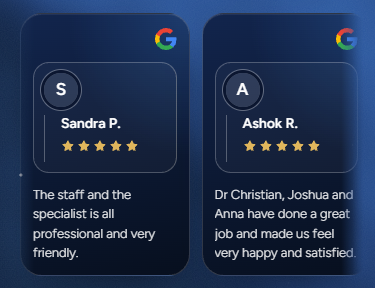 S
Sandra P.
The staff and the
specialist is all
professional and very
friendly.
A
Ashok R.
Dr Christian, Joshua and
Anna have done a great
job and made us feel
very happy and satisfied.